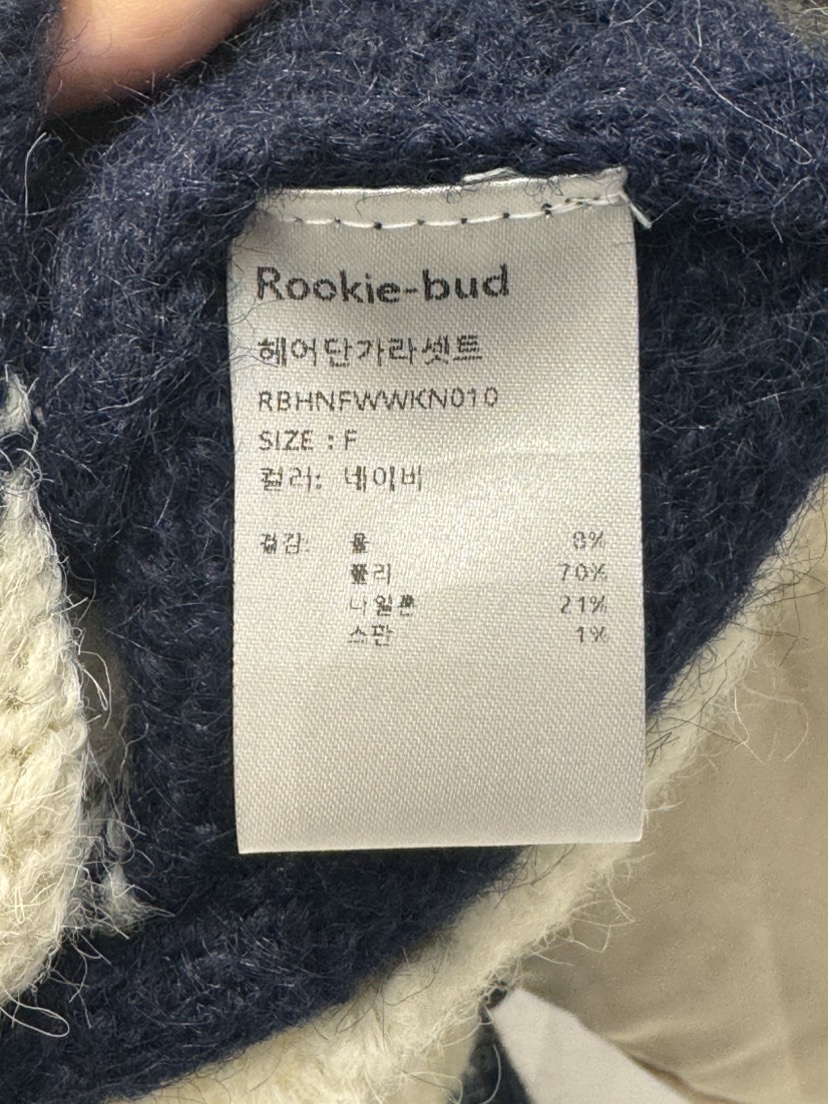 Rookie-bud
헤어단가라셋트
RBHNFWWKN010
SIZE : F
컬러: 네이비
겉감: 울 8%
폴리 70%
나일론 21%
스판 1%